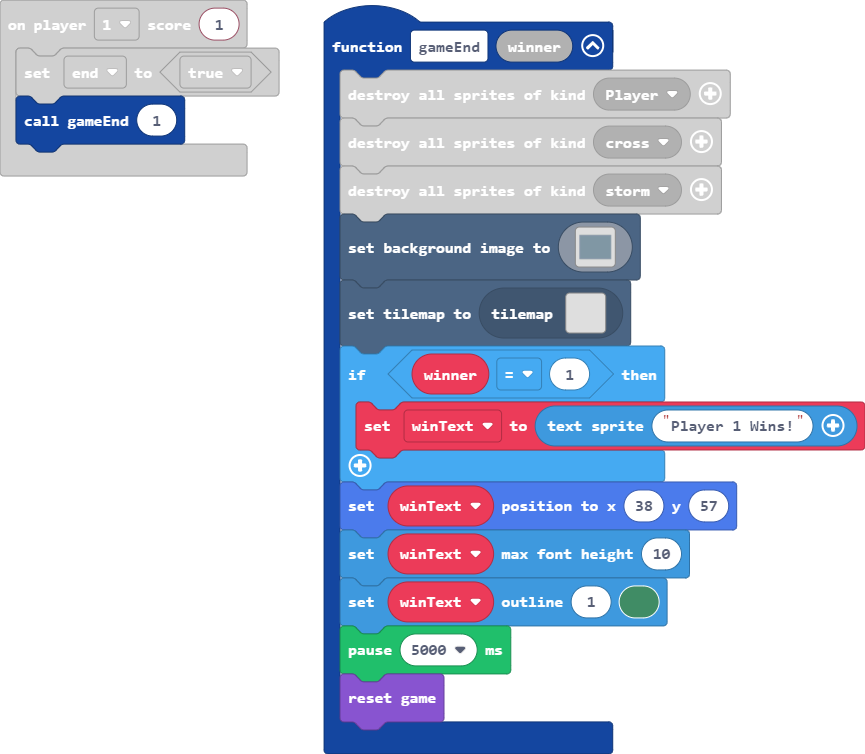 on player 1 score 1
set end to true
call gameEnd 1
function gameEnd winner
destroy all sprites of kind Player
destroy all sprites of kind cross
destroy all sprites of kind storm
set background image to
set tilemap to tilemap
if winner = 1 then
set winText to text sprite "Player 1 Wins!"
set winText position to x 38 y 57
set winText max font height 10
set winText outline 1
pause 5000 ms
reset game